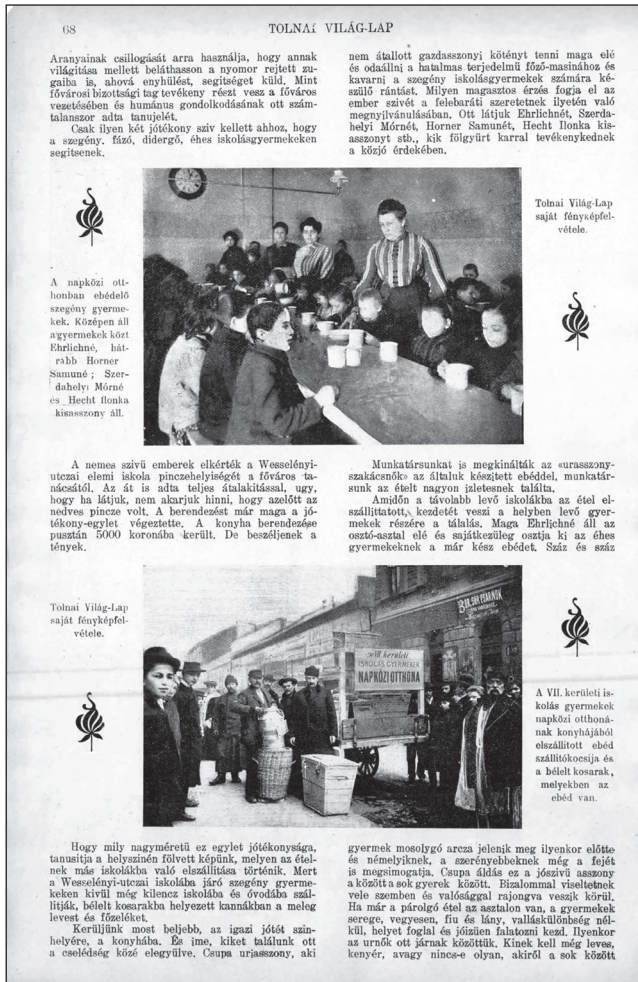 68
TOLNAI VILÁG-LAP
Aranyainak csillogását arra használja, hogy annak
világitása mellett beláthasson a nyomor rejtett zu-
gaiba is, ahová enyhülést, segitséget küld. Mint
fővárosi bizottsági tag tevékeny részt vesz a főváros
vezetésében és humánus gondolkodásának ott szám-
talanszor adta tanujelét.
Csak ilyen két jótékony sziv kellett ahhoz, hogy
a szegény, fázó, didergő, éhes iskolásgyermekeken
segitsenek.
nem átallott gazdasszonyi kötényt tenni maga elé
és odaállni a hatalmas terjedelmü főző-masinához és
kavarni a szegény iskolásgyermekek számára ké-
szülő rántást. Milyen magasztos érzés fogja el az
ember szivét a felebaráti szeretetnek ilyetén való
megnyilvánulásában. Ott látjuk Ehrlichnét, Szerda-
helyi Mórnét, Horner Samunét, Hecht Ilonka kis-
asszonyt stb., kik fölgyürt karral tevékenykednek
a közjó érdekében.
Tolnai Világ-Lap
saját fényképfel-
vétele.
A napközi ott-
honban ebédelő
szegény gyerme-
kek. Középen áll
a gyermekek közt
Ehrlichné, hát-
rább Horner
Samuné; Szer-
dahelyi Mórné
és Hecht Ilonka
kisasszony áll.
A nemes szivü emberek elkérték a Wesselényi-
utczai elemi iskola pinczehelyiségét a főváros ta-
nácsától. Az át is adta teljes átalakitással, ugy,
hogy ha látjuk, nem akarjuk hinni, hogy azelőtt az
nedves pincze volt. A berendezést már maga a jó-
tékony-egylet végeztette. A konyha berendezése
pusztán 5000 koronába került. De beszéljenek a
tények.
Munkatársunkat is megkinálták az «urasszony-
szakácsnők» az általuk készitett ebéddel, munkatár-
sunk az ételt nagyon izletesnek találta.
Amidőn a távolabb levő iskolákba az étel el-
szállittatott, kezdetét veszi a helyben levő gyer-
mekek részére a tálalás. Maga Ehrlichné áll az
osztó-asztal elé és sajátkezüleg osztja ki az éhes
gyermekeknek a már kész ebédet. Száz és száz
Tolnai Világ-Lap
saját fényképfel-
vétele.
VII. kerületi
ISKOLÁS GYERMEKEK
NAPKÖZI OTTHONA
BOR, SÖR CSARNOK
A VII. kerületi is-
kolás gyermekek
napközi otthoná-
nak konyhájából
elszállitott ebéd
szállitókocsija és
a bélelt kosarak,
melyekben az
ebéd van.
Hogy mily nagyméretü ez egylet jótékonysága,
tanusitja a helyszinén fölvett képünk, melyen az étel-
nek más iskolákba való elszállitása történik. Mert
a Wesselényi-utczai iskolába járó szegény gyerme-
keken kivül még kilencz iskolába és óvodába szál-
litják, bélelt kosarakba helyezett kannákban a meleg
levest és főzeléket.
Kerüljünk most beljebb, az igazi jótét szin-
helyére, a konyhába. És ime, kiket találunk ott
a cselédség közé elegyülve. Csupa uriasszony, aki
gyermek mosolygó arcza jelenik meg ilyenkor előtte
és némelyiknek, a szerényebbeknek még a fejét
is megsimogatja. Csupa áldás ez a jószivü asszony
a között a sok gyerek között. Bizalommal viseltetnek
vele szemben és valósággal rajongva veszik körül.
Ha már a párolgó étel az asztalon van, a gyermekek
serege, vegyesen, fiu és lány, valláskülönbség nél-
kül, helyet foglal és jóizüen falatozni kezd. Ilyenkor
az urnők ott járnak közöttük. Kinek kell még leves,
kenyér, avagy nincs-e olyan, akiről a sok között